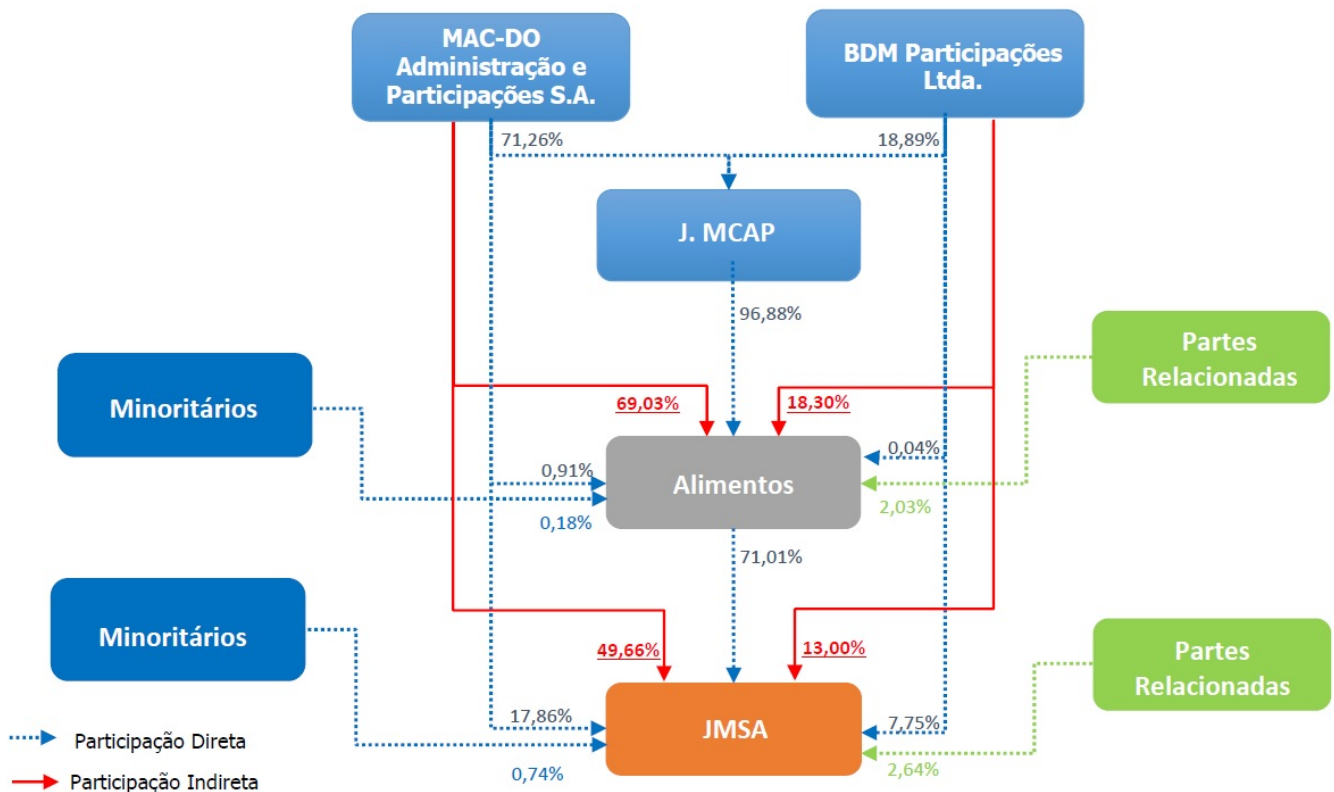 MAC-DO
Administração e
Participações S.A.
BDM Participações
Ltda.
71,26%
18,89%
J. MCAP
96,88%
Minoritários
Partes
Relacionadas
69,03%
18,30%
0,91%
0,04%
Alimentos
0,18%
2,03%
71,01%
Minoritários
Partes
Relacionadas
49,66%
13,00%
17,86%
7,75%
JMSA
0,74%
2,64%
Participação Direta
Participação Indireta